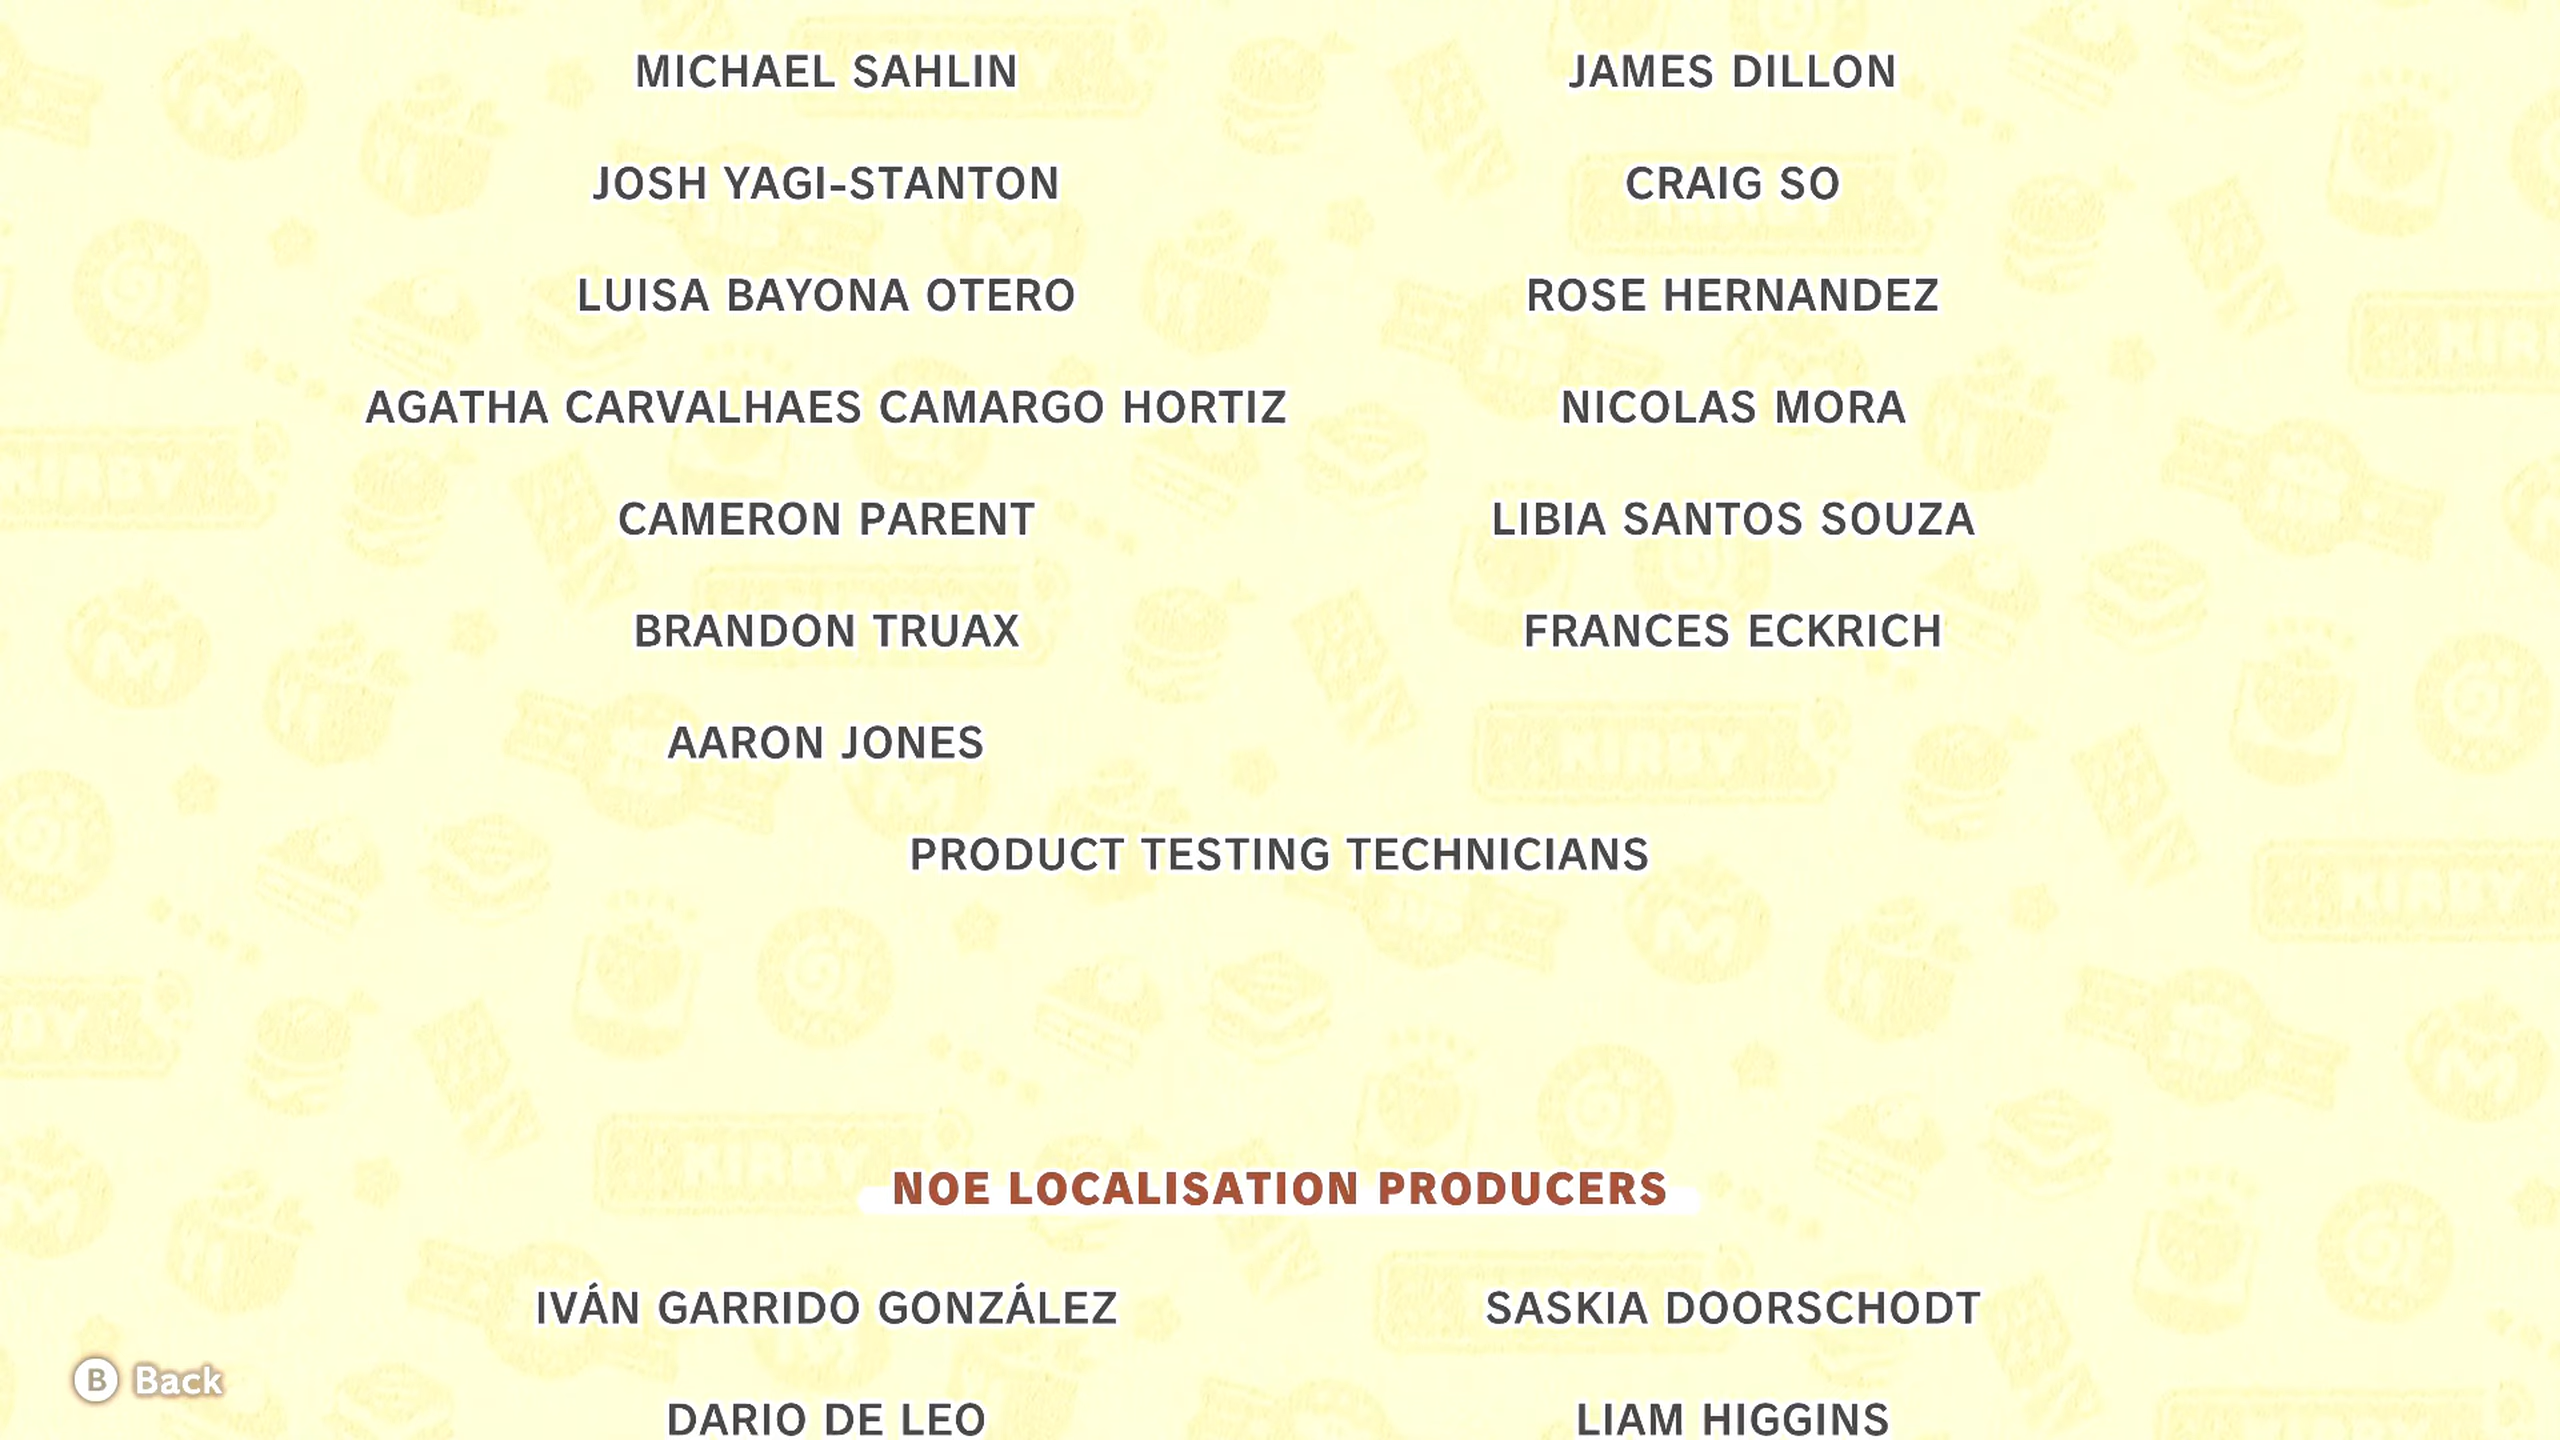 MICHAEL SAHLIN
JAMES DILLON
JOSH YAGI-STANTON
CRAIG SO
LUISA BAYONA OTERO
ROSE HERNANDEZ
AGATHA CARVALHAES CAMARGO HORTIZ
NICOLAS MORA
CAMERON PARENT
LIBIA SANTOS SOUZA
BRANDON TRUAX
FRANCES ECKRICH
AARON JONES
PRODUCT TESTING TECHNICIANS
NOE LOCALISATION PRODUCERS
IVÁN GARRIDO GONZÁLEZ
SASKIA DOORSCHODT
B Back
DARIO DE LEO
LIAM HIGGINS